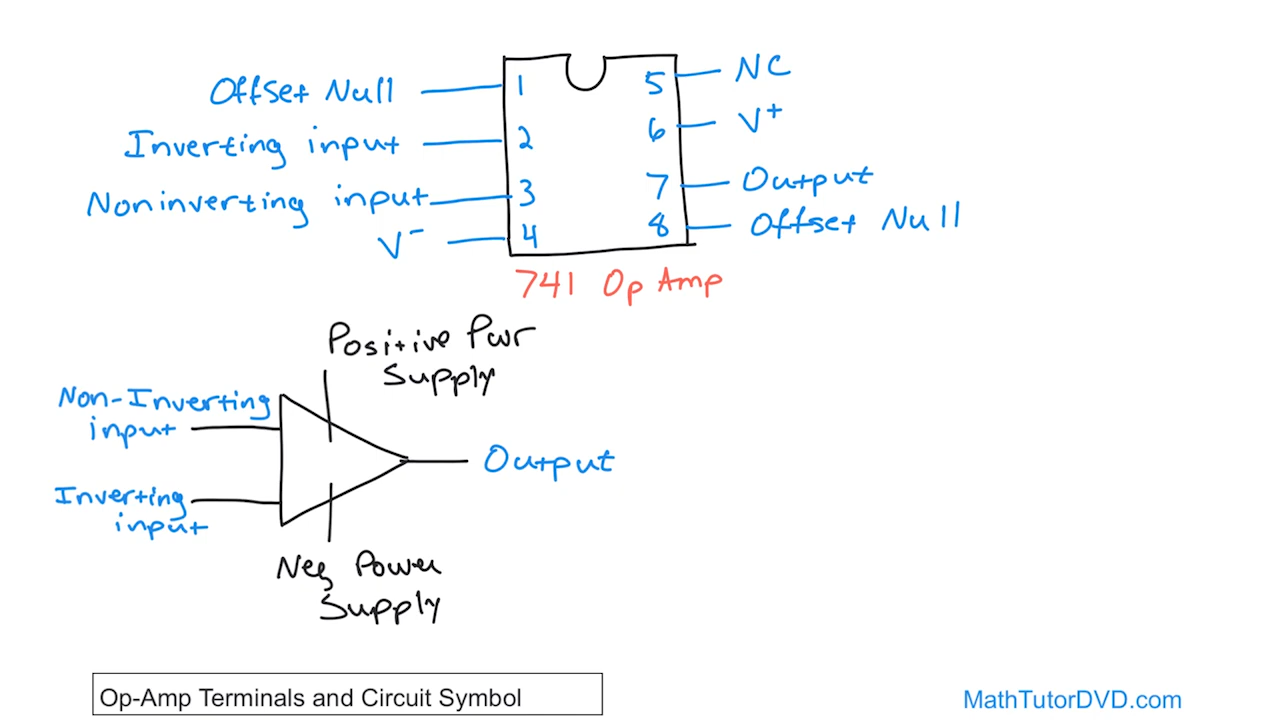 Offset Null 1 5 NC
Inverting input 2 6 V+
Noninverting input 3 7 Output
V- 4 8 Offset Null
741 Op Amp
Positive Pwr
Supply
Non-Inverting
input
Output
Inverting
input
Neg Power
Supply
Op-Amp Terminals and Circuit Symbol
MathTutorDVD.com